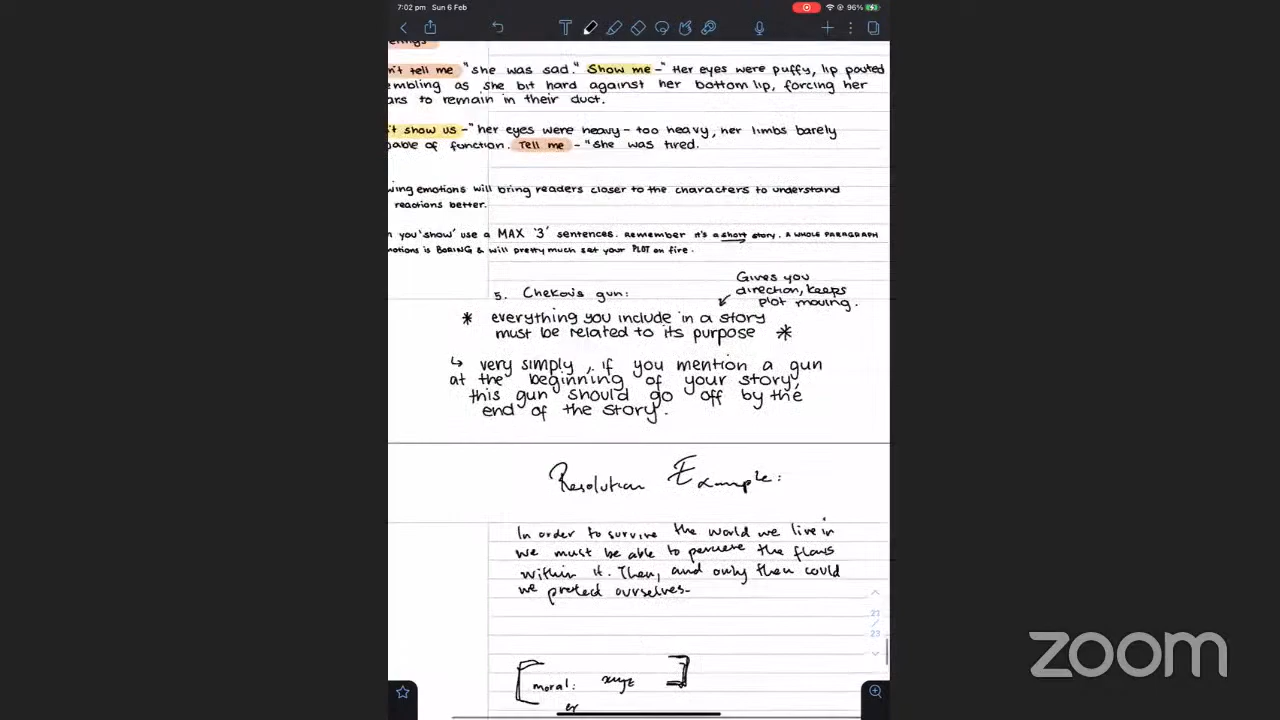 7:02 pm Sun 6 Feb
96%
n't tell me "she was sad." Show me -" Her eyes were puffy, lip pouted
embling as she bit hard against her bottom lip, forcing her
ars to remain in their duct.
't show us -" her eyes were heavy - too heavy, her limbs barely
pable of function. Tell me - "she was tired.
wing emotions will bring readers closer to the characters to understand
reactions better.
n you 'show' use a MAX '3' sentences. Remember it's a short story. A WHOLE PARAGRAPH
motions is BORING & will pretty much set your PLOT on fire.
Gives you
direction, keeps
plot moving.
5. Chekov's gun:
* everything you include in a story
must be related to its purpose *
↳ very simply, if you mention a gun
at the beginning of your story,
this gun should go off by the
end of the story.
Resolution Example:
In order to survive the world we live in
we must be able to the flaws
within it. Then, and only then could
we protect ourselves-
21
/
23
[moral: xyz ]
zoom